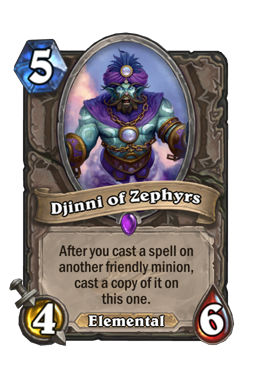 5
Djinni of Zephyrs
After you cast a spell on
another friendly minion,
cast a copy of it on
this one.
4 Elemental 6